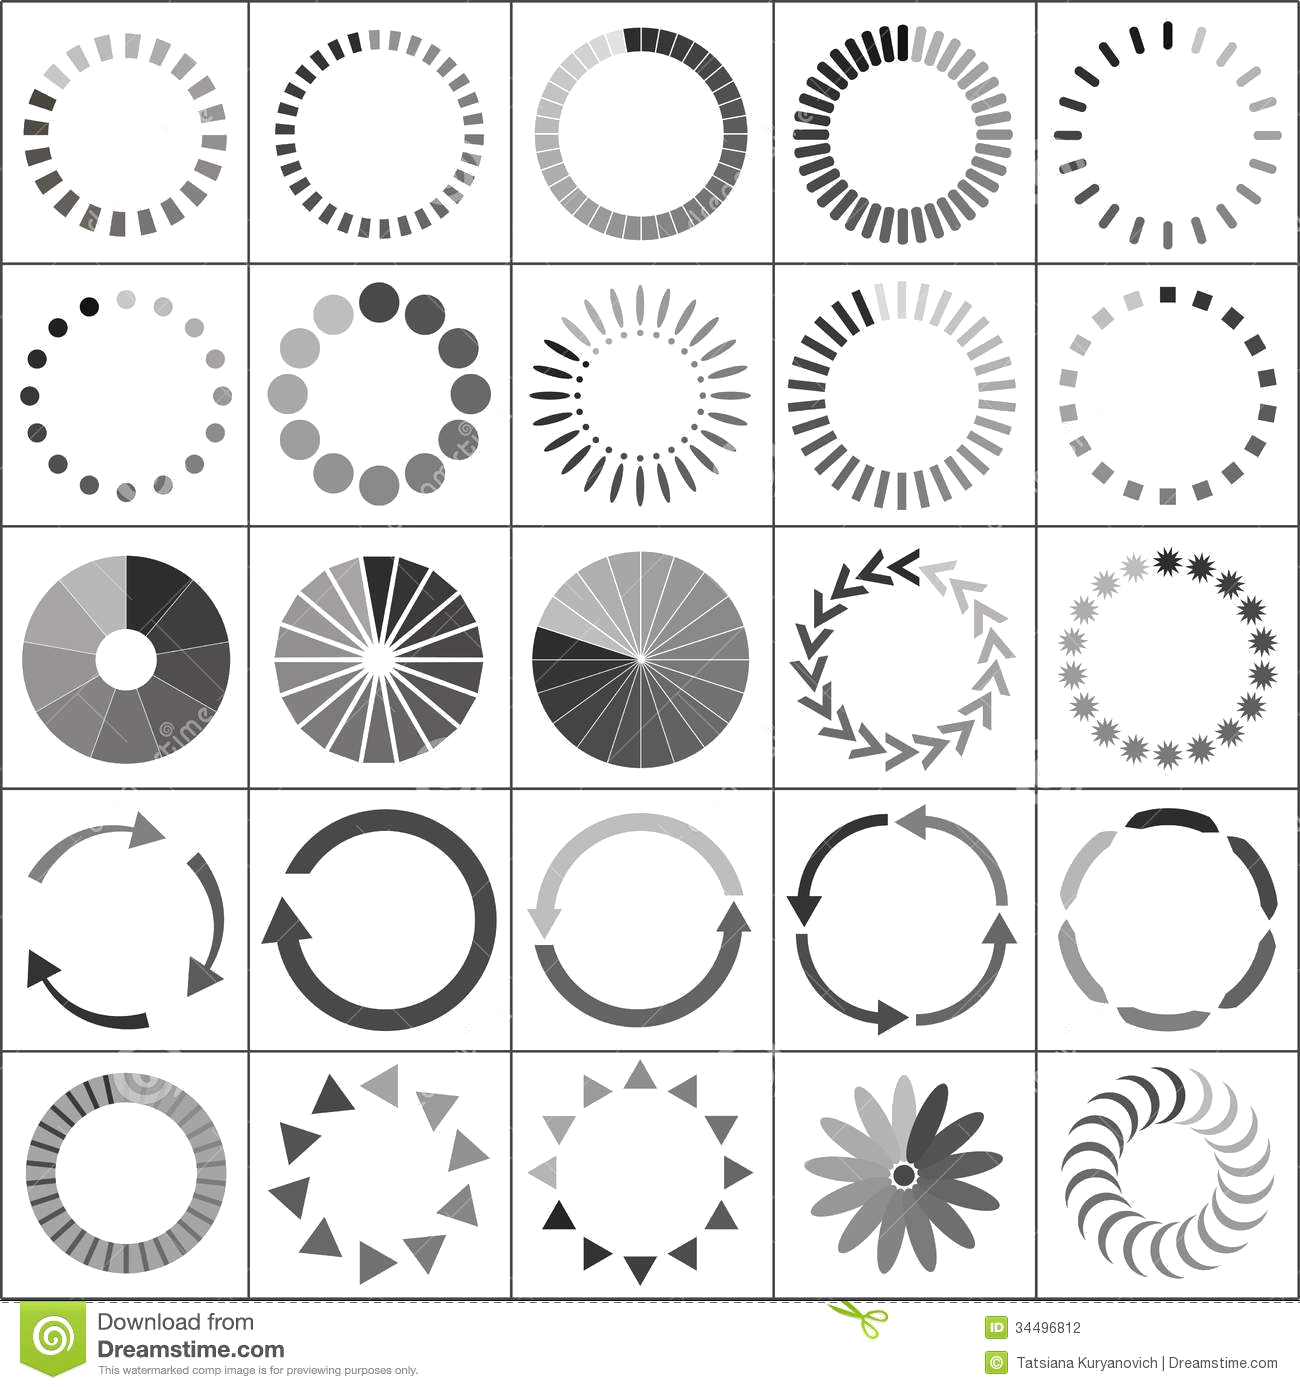 Download from
Dreamstime.com
This watermarked comp image is for previewing purposes only.
ID 34496812
© Tatsiana Kuryanovich | Dreamstime.com